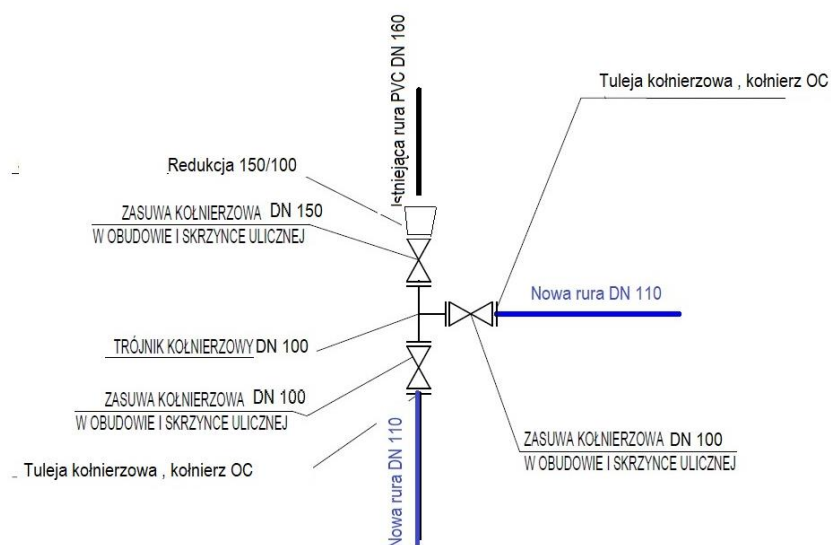 Istniejąca rura PVC DN 160
Tuleja kołnierzowa , kołnierz OC
Redukcja 150/100
ZASUWA KOŁNIERZOWA DN 150
W OBUDOWIE I SKRZYNCE ULICZNEJ
Nowa rura DN 110
TRÓJNIK KOŁNIERZOWY DN 100
ZASUWA KOŁNIERZOWA DN 100
W OBUDOWIE I SKRZYNCE ULICZNEJ
ZASUWA KOŁNIERZOWA DN 100
W OBUDOWIE I SKRZYNCE ULICZNEJ
Tuleja kołnierzowa , kołnierz OC
Nowa rura DN 110